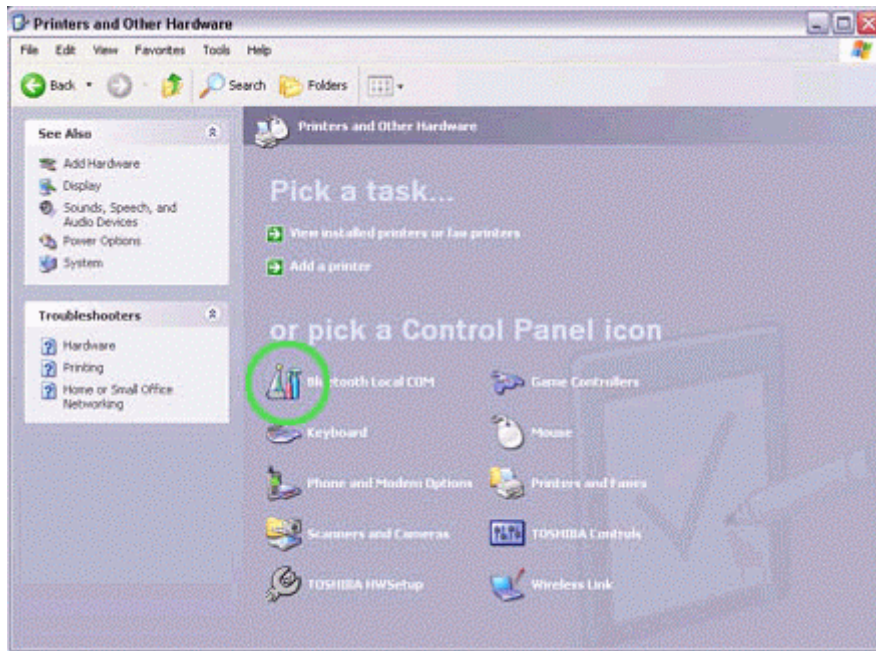 Printers and Other Hardware
File Edit View Favorites Tools Help
Back Search Folders
See Also
Add Hardware
Display
Sounds, Speech, and
Audio Devices
Power Options
System
Troubleshooters
Hardware
Printing
Home or Small Office
Networking
Printers and Other Hardware
Pick a task...
View installed printers or fax printers
Add a printer
or pick a Control Panel icon
Bluetooth Local COM
Game Controllers
Keyboard
Mouse
Phone and Modem Options
Printers and Faxes
Scanners and Cameras
TOSHIBA Controls
TOSHIBA HWSetup
Wireless Link